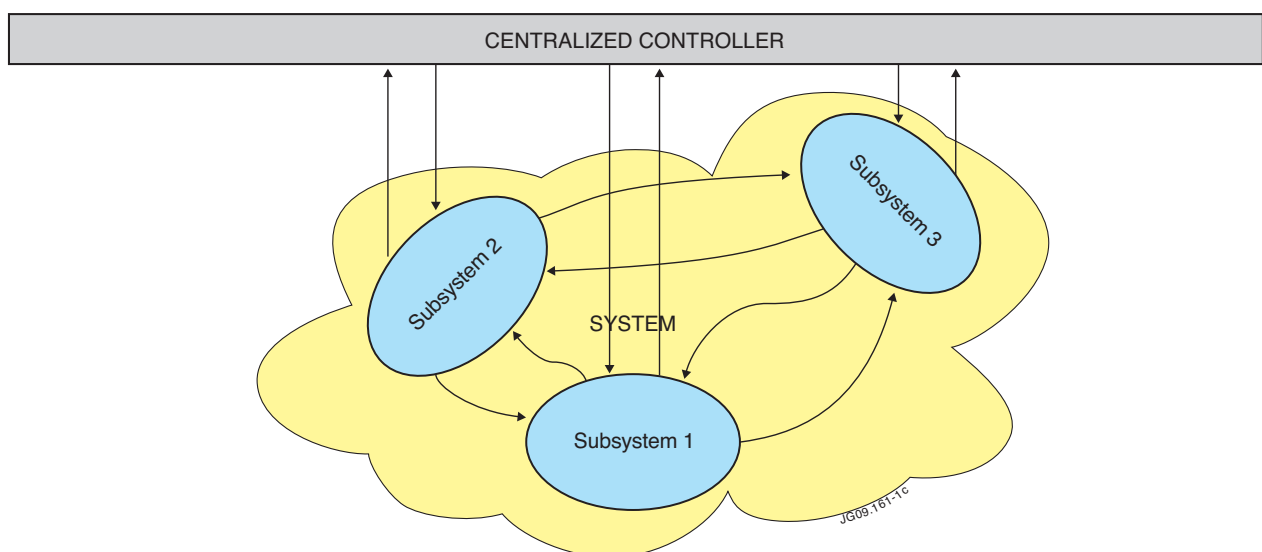 CENTRALIZED CONTROLLER
Subsystem 3
Subsystem 2
SYSTEM
Subsystem 1
JG09.161-1c